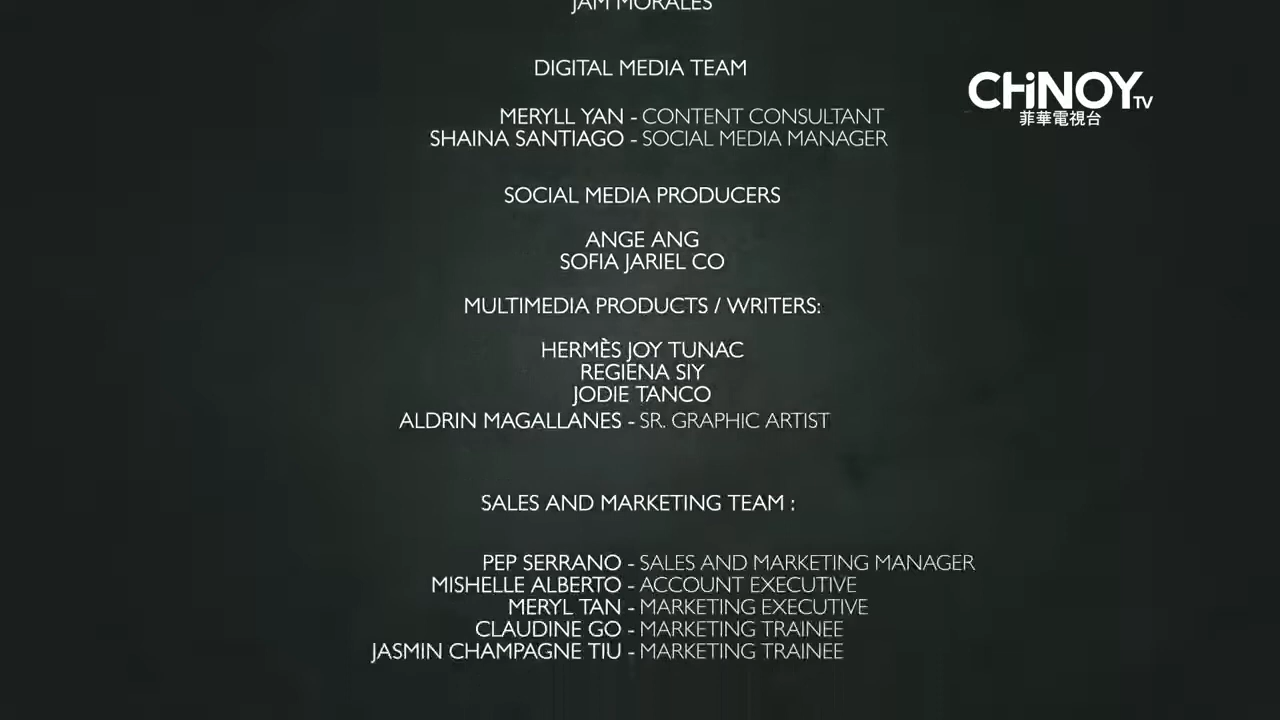 JAM MORALES
DIGITAL MEDIA TEAM
CHiNOY TV
菲華電視台
MERYLL YAN - CONTENT CONSULTANT
SHAINA SANTIAGO - SOCIAL MEDIA MANAGER
SOCIAL MEDIA PRODUCERS
ANGE ANG
SOFIA JARIEL CO
MULTIMEDIA PRODUCTS / WRITERS:
HERMÈS JOY TUNAC
REGIENA SIY
JODIE TANCO
ALDRIN MAGALLANES - SR. GRAPHIC ARTIST
SALES AND MARKETING TEAM :
PEP SERRANO - SALES AND MARKETING MANAGER
MISHELLE ALBERTO - ACCOUNT EXECUTIVE
MERYL TAN - MARKETING EXECUTIVE
CLAUDINE GO - MARKETING TRAINEE
JASMIN CHAMPAGNE TIU - MARKETING TRAINEE